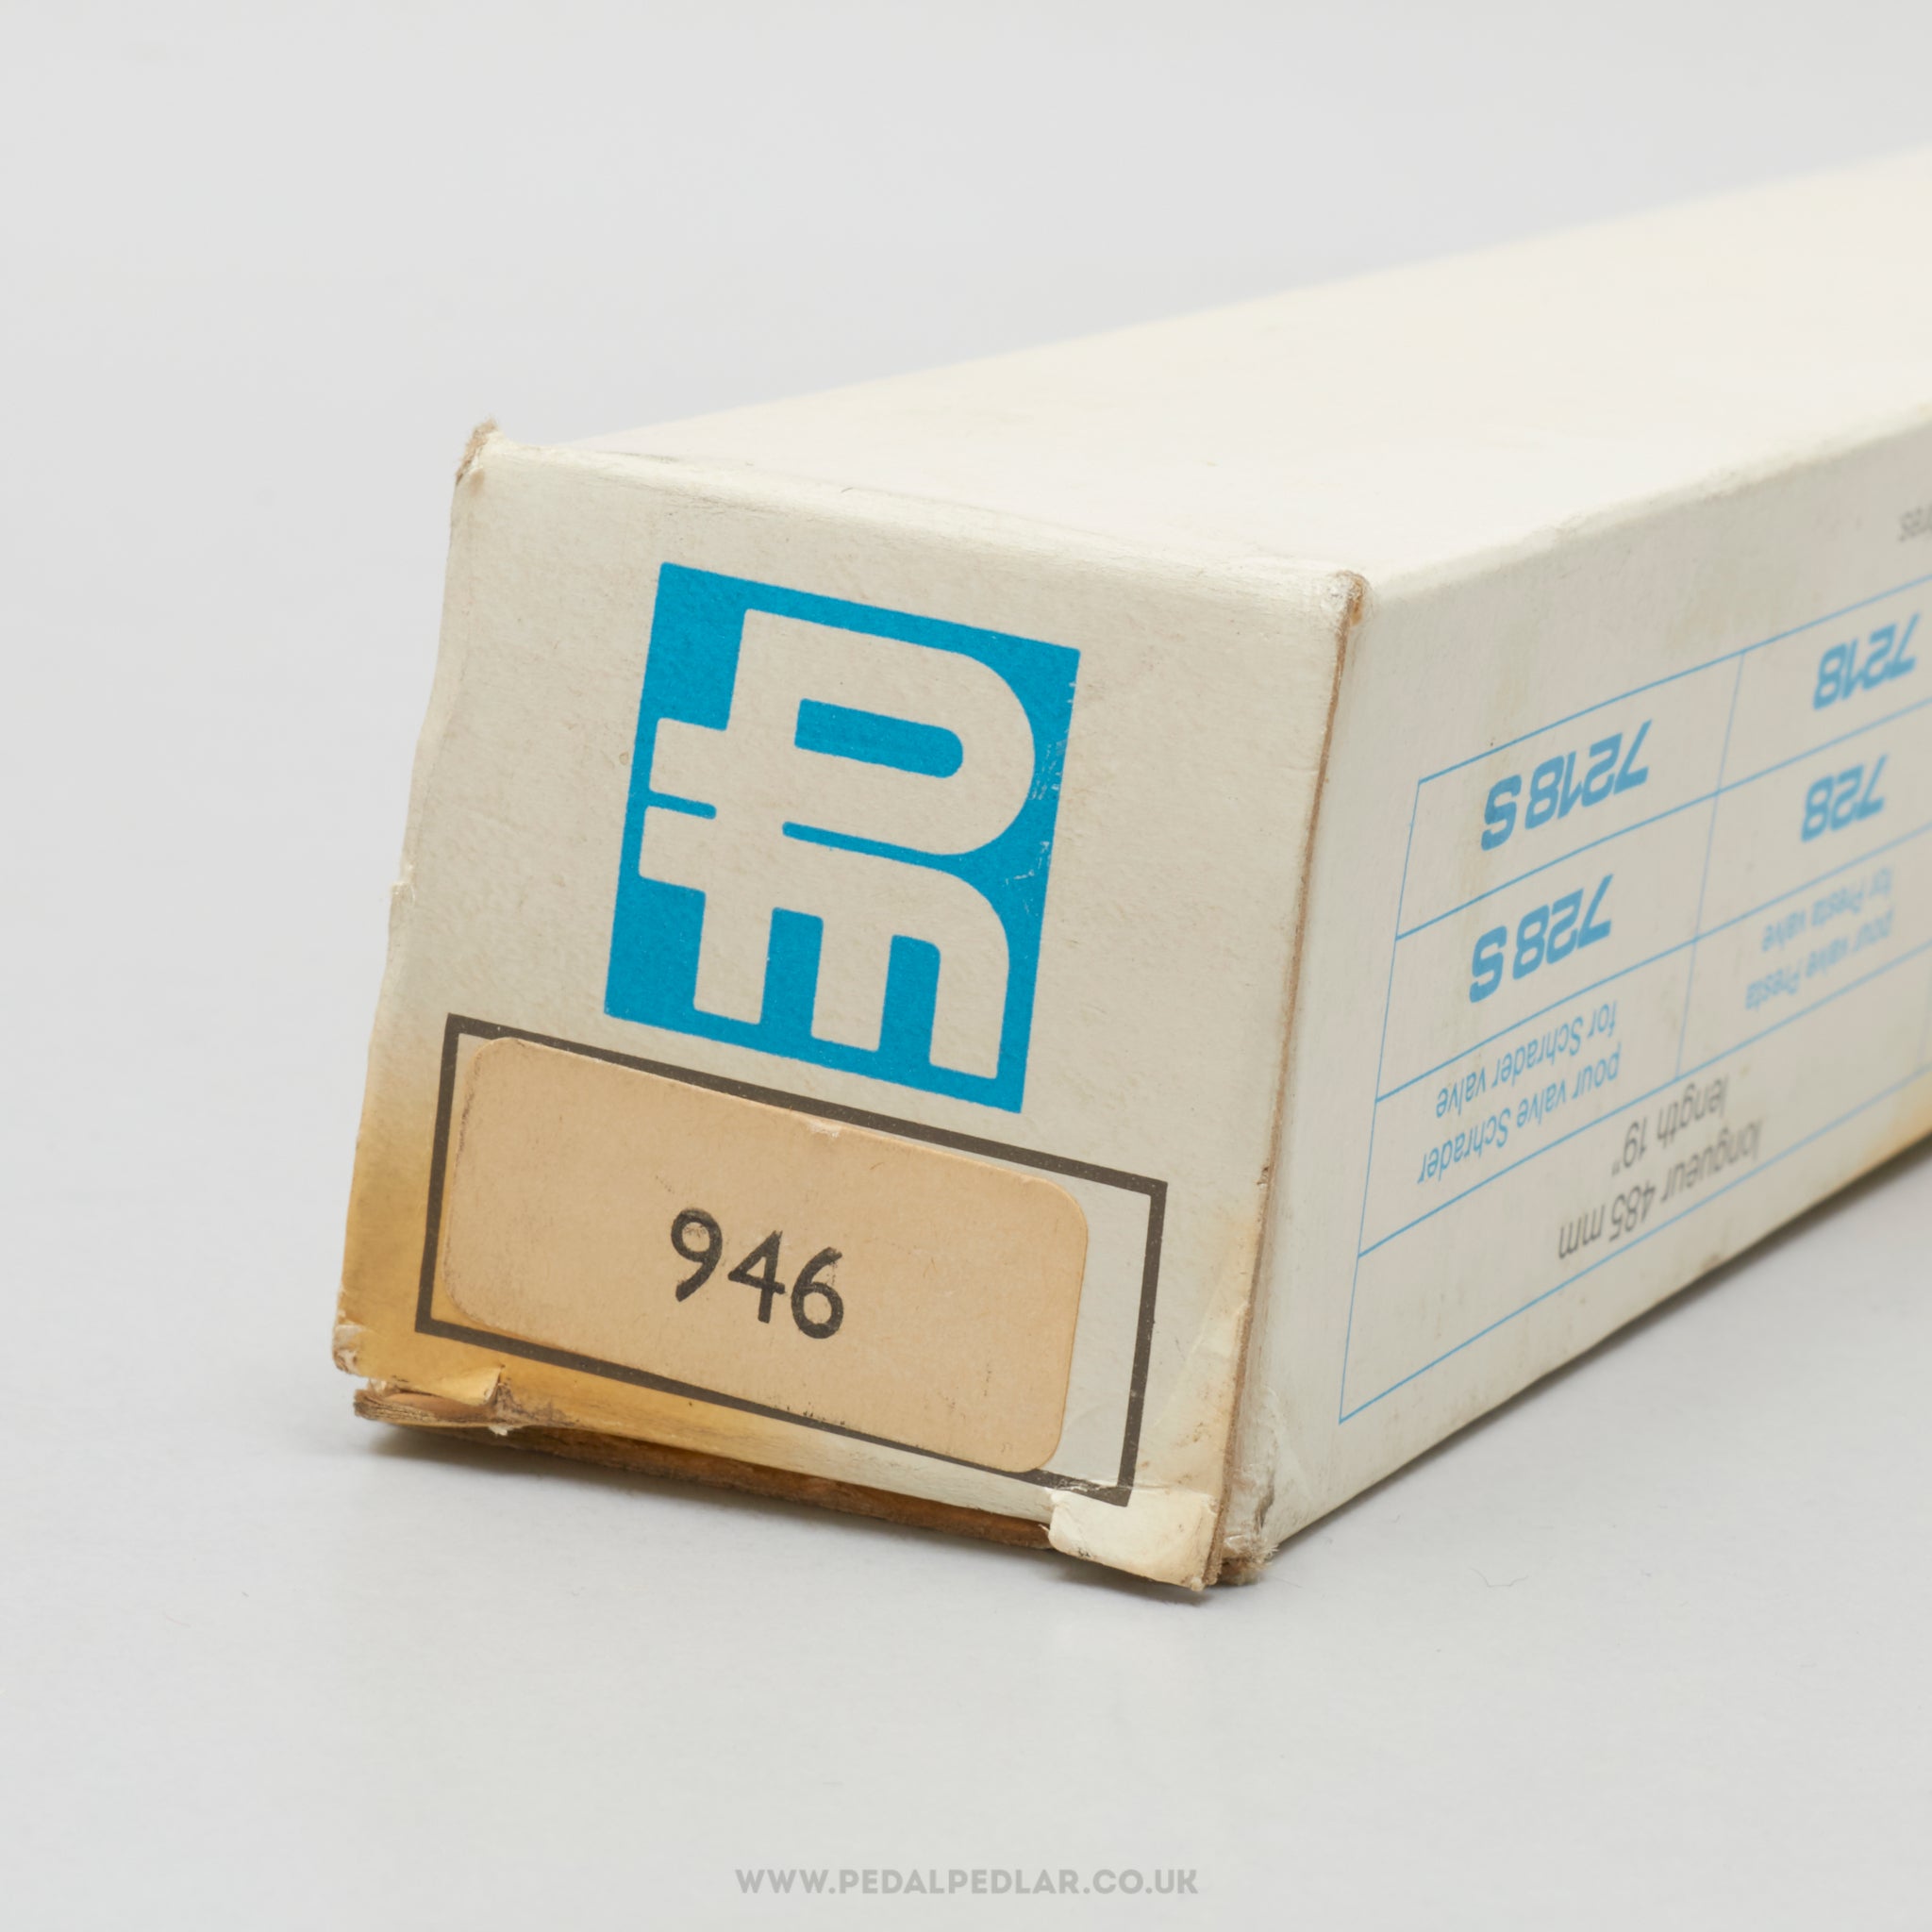 pm
946
longueur 485 mm
length 19"
pour valve Schrader
for Schrader valve
pour valve Presta
for Presta valve
728 S
728
7218 S
7218
WWW.PEDALPEDLAR.CO.UK